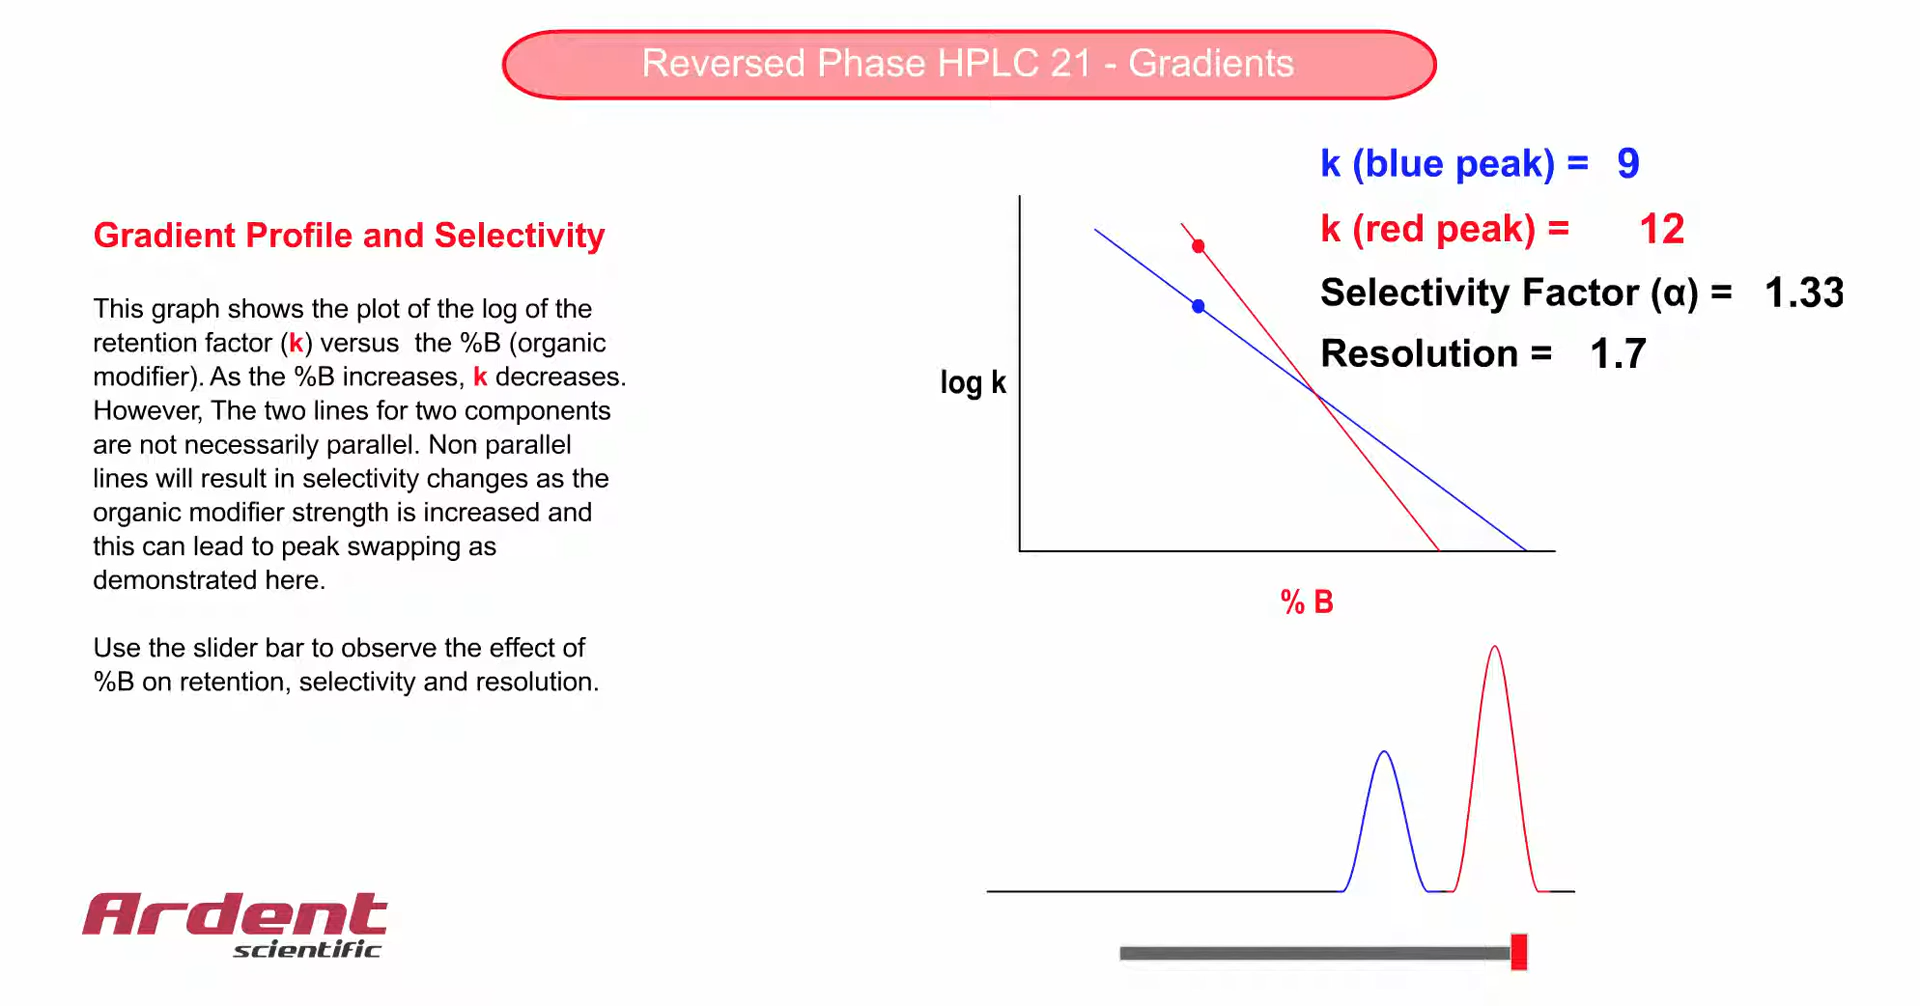 Reversed Phase HPLC 21 - Gradients
Gradient Profile and Selectivity
This graph shows the plot of the log of the
retention factor (k) versus  the %B (organic
modifier). As the %B increases, k decreases.
However, The two lines for two components
are not necessarily parallel. Non parallel
lines will result in selectivity changes as the
organic modifier strength is increased and
this can lead to peak swapping as
demonstrated here.
Use the slider bar to observe the effect of
%B on retention, selectivity and resolution.
k (blue peak) = 9
k (red peak) = 12
Selectivity Factor (α) = 1.33
Resolution = 1.7
log k
% B
Ardent
scientific